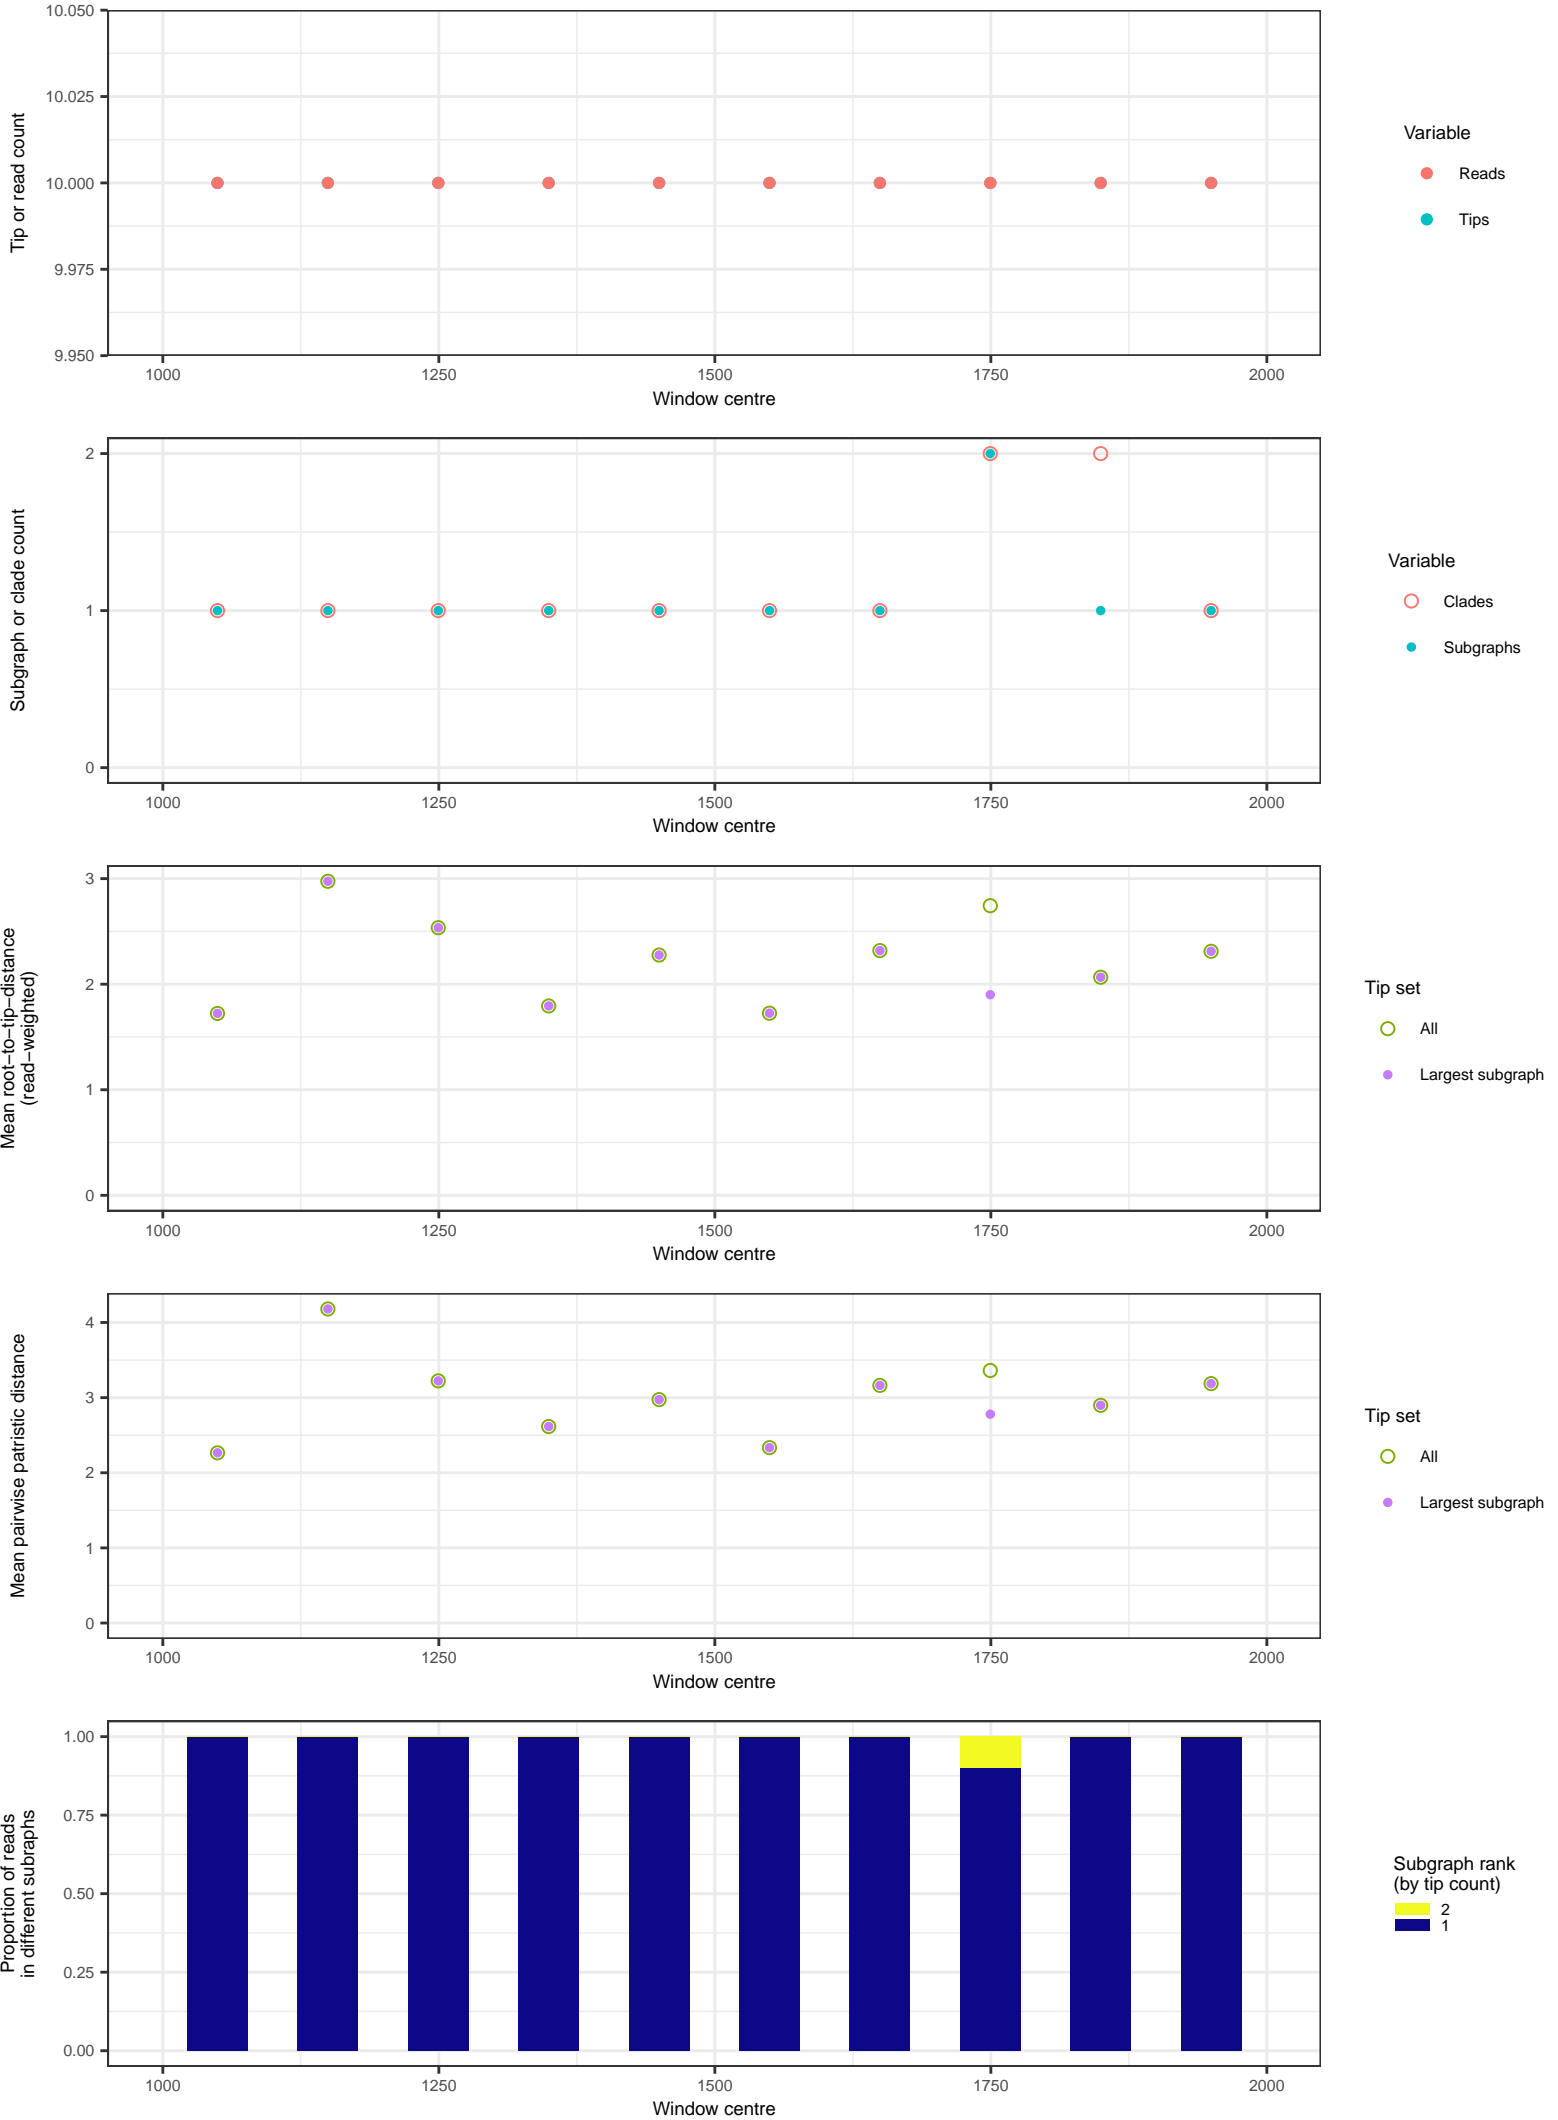 10.050
10.025
10.000
9.975
9.950
Tip or read count
1000 1250 1500 1750 2000
Window centre
Variable
Reads
Tips
2
1
0
Subgraph or clade count
1000 1250 1500 1750 2000
Window centre
Variable
Clades
Subgraphs
3
2
1
0
Mean root−to−tip−distance
(read−weighted)
1000 1250 1500 1750 2000
Window centre
Tip set
All
Largest subgraph
4
3
2
1
0
Mean pairwise patristic distance
1000 1250 1500 1750 2000
Window centre
Tip set
All
Largest subgraph
1.00
0.75
0.50
0.25
0.00
Proportion of reads
in different subraphs
1000 1250 1500 1750 2000
Window centre
Subgraph rank
(by tip count)
2
1